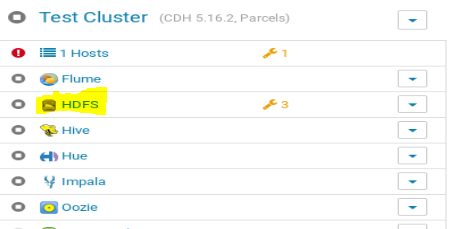 Test Cluster (CDH 5.16.2, Parcels)
1 Hosts 1
Flume
HDFS 3
Hive
Hue
Impala
Oozie